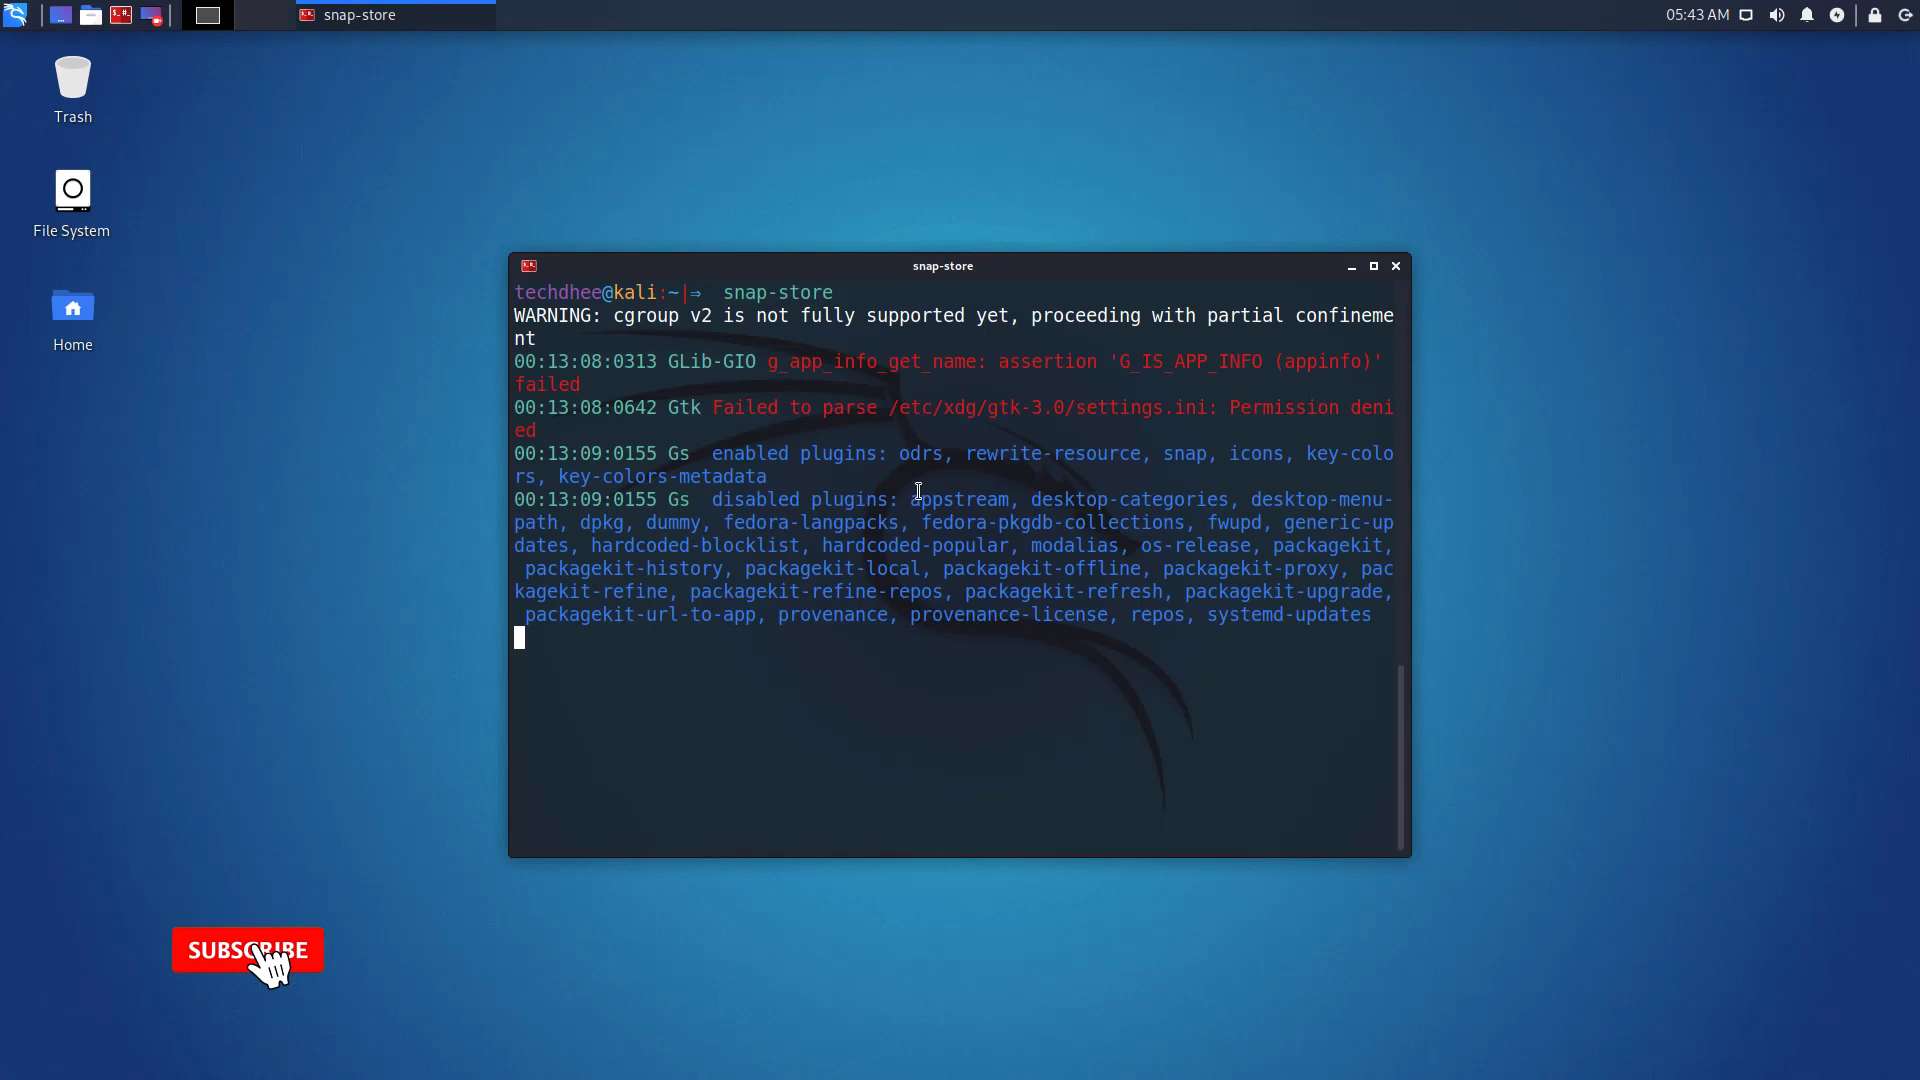 snap-store
05:43 AM
Trash
File System
Home
snap-store
techdhee@kali:~|⇒  snap-store
WARNING: cgroup v2 is not fully supported yet, proceeding with partial confineme
nt
00:13:08:0313 GLib-GIO g_app_info_get_name: assertion 'G_IS_APP_INFO (appinfo)'
failed
00:13:08:0642 Gtk Failed to parse /etc/xdg/gtk-3.0/settings.ini: Permission deni
ed
00:13:09:0155 Gs  enabled plugins: odrs, rewrite-resource, snap, icons, key-colo
rs, key-colors-metadata
00:13:09:0155 Gs  disabled plugins: appstream, desktop-categories, desktop-menu-
path, dpkg, dummy, fedora-langpacks, fedora-pkgdb-collections, fwupd, generic-up
dates, hardcoded-blocklist, hardcoded-popular, modalias, os-release, packagekit,
 packagekit-history, packagekit-local, packagekit-offline, packagekit-proxy, pac
kagekit-refine, packagekit-refine-repos, packagekit-refresh, packagekit-upgrade,
 packagekit-url-to-app, provenance, provenance-license, repos, systemd-updates
SUBSCRIBE